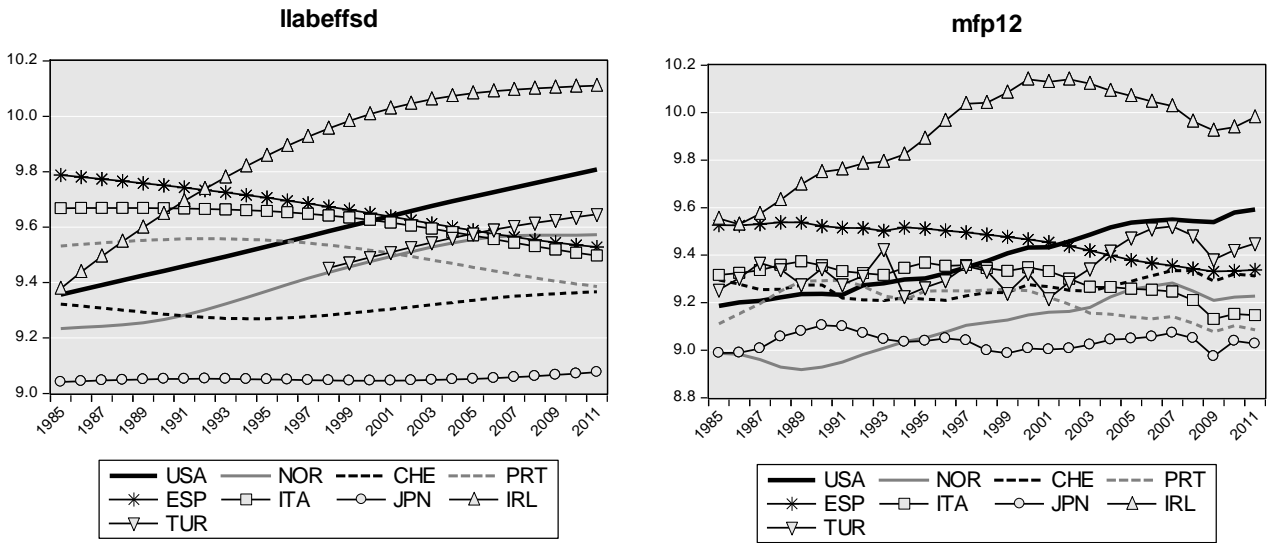 llabeffsd
10.2
10.0
9.8
9.6
9.4
9.2
9.0
1985 1987 1989 1991 1993 1995 1997 1999 2001 2003 2005 2007 2009 2011
USA NOR CHE PRT
ESP ITA JPN IRL
TUR
mfp12
10.2
10.0
9.8
9.6
9.4
9.2
9.0
8.8
1985 1987 1989 1991 1993 1995 1997 1999 2001 2003 2005 2007 2009 2011
USA NOR CHE PRT
ESP ITA JPN IRL
TUR